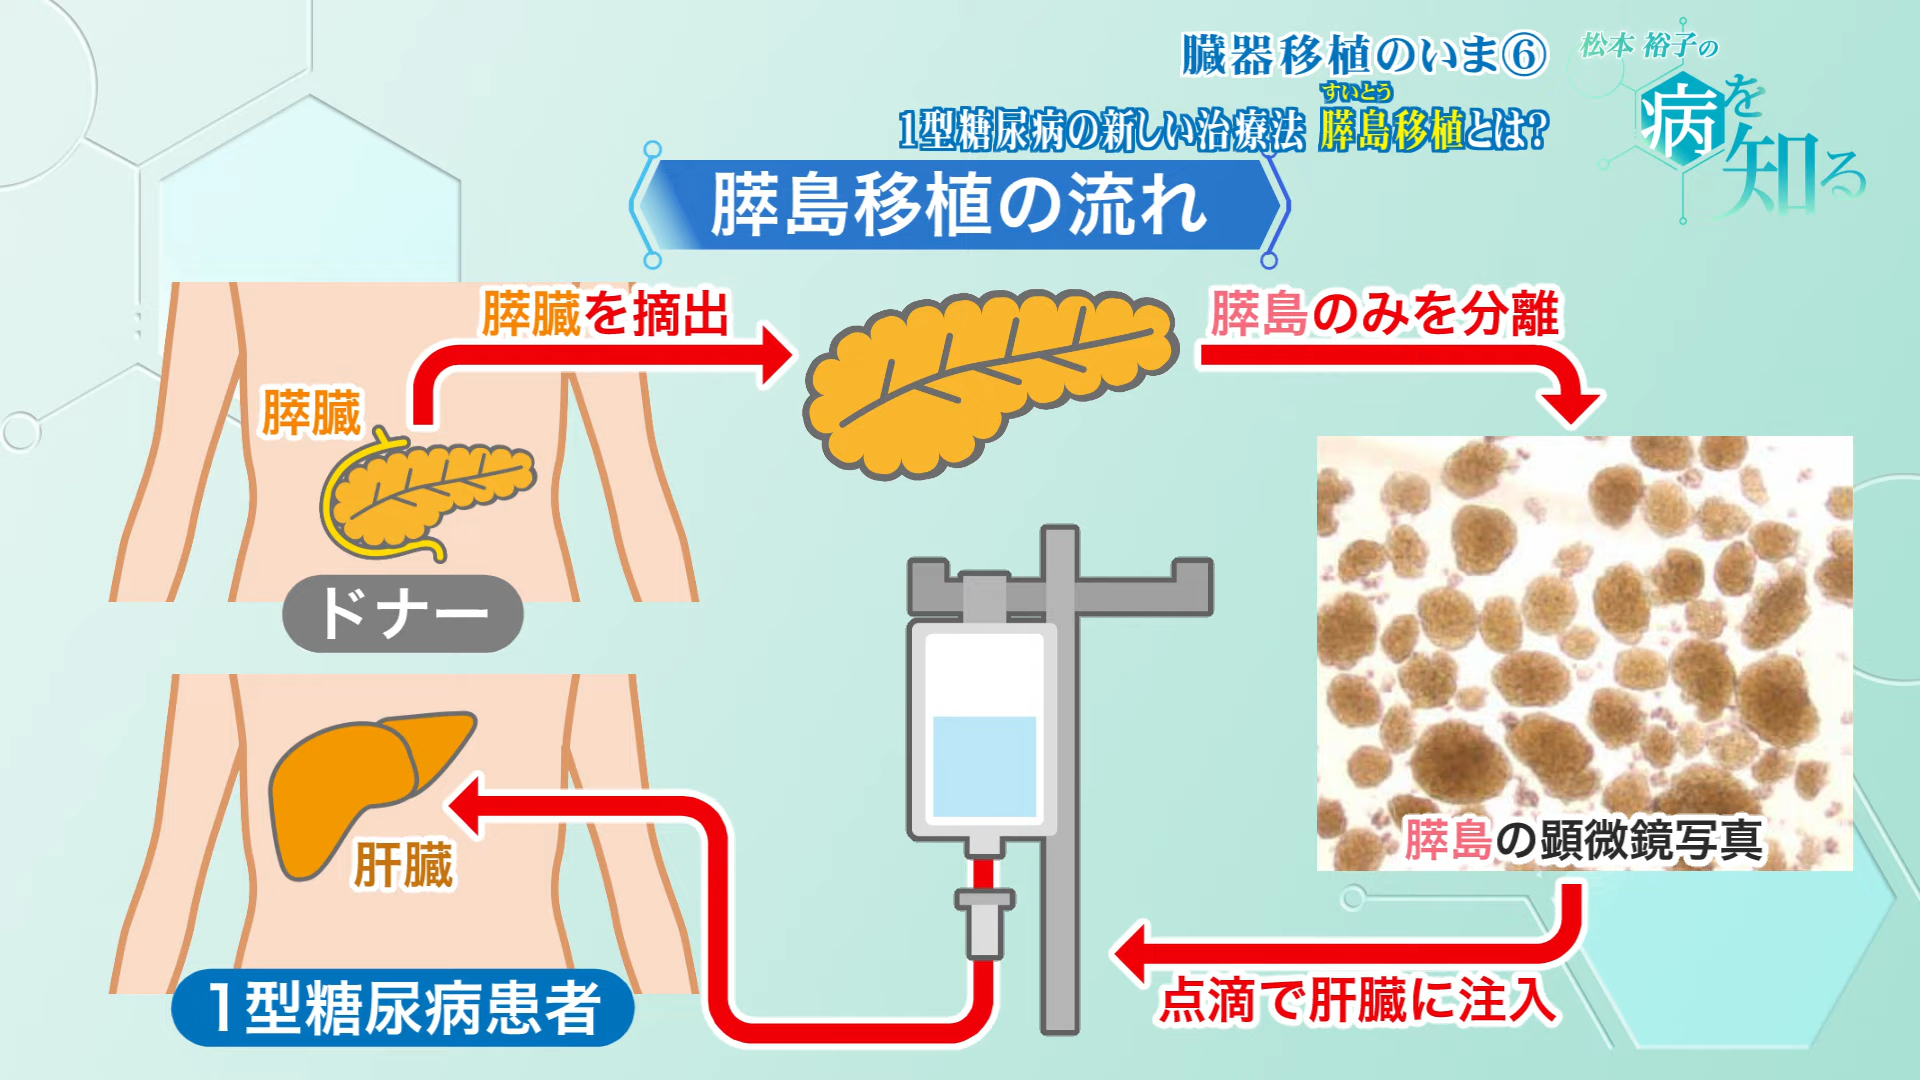 臓器移植のいま⑥
すいとう
1型糖尿病の新しい治療法 膵島移植とは?
松本 裕子の
病を知る
膵島移植の流れ
膵臓を摘出
膵島のみを分離
膵臓
ドナー
膵島の顕微鏡写真
肝臓
点滴で肝臓に注入
1型糖尿病患者